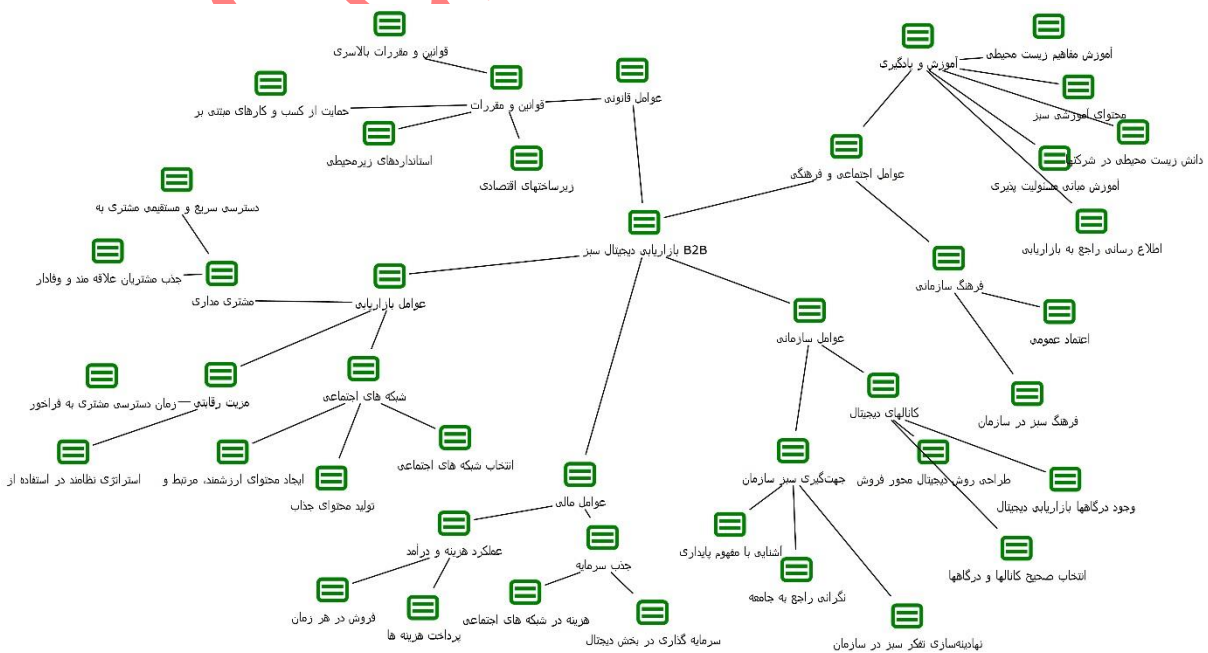 قوانین و مقررات بالاسری
آموزش مفاهیم زیست محیطی
آموزش و یادگیری
عوامل قانونی
قوانین و مقررات
حمایت از کسب و کارهای مبتنی بر
محتوای آموزشی سبز
استانداردهای زیرمحیطی
زیرساختهای اقتصادی
دانش زیست محیطی در شرکتها
عوامل اجتماعی و فرهنگی
آموزش مبانی مسئولیت پذیری
دسترسی سریع و مستقیمی مشتری به
اطلاع رسانی راجع به بازاریابی
بازاریابی دیجیتال سبز B2B
جذب مشتریان علاقه مند و وفادار
فرهنگ سازمانی
مشتری مداری
عوامل بازاریابی
عوامل سازمانی
اعتماد عمومی
شبکه های اجتماعی
مزیت رقابتی
زمان دسترسی مشتری به فراخور
کانالهای دیجیتال
فرهنگ سبز در سازمان
انتخاب شبکه های اجتماعی
ایجاد محتوای ارزشمند، مرتبط و
استراتژی نظامند در استفاده از
طراحی روش دیجیتال محور فروش
جهت‌گیری سبز سازمان
تولید محتوای جذاب
عوامل مالی
وجود درگاهها بازاریابی دیجیتال
عملکرد هزینه و درآمد
آشنایی با مفهوم پایداری
جذب سرمایه
انتخاب صحیح کانالها و درگاهها
نگرانی راجع به جامعه
فروش در هر زمان
هزینه در شبکه های اجتماعی
پرداخت هزینه ها
سرمایه گذاری در بخش دیجتال
نهادینه‌سازی تفکر سبز در سازمان